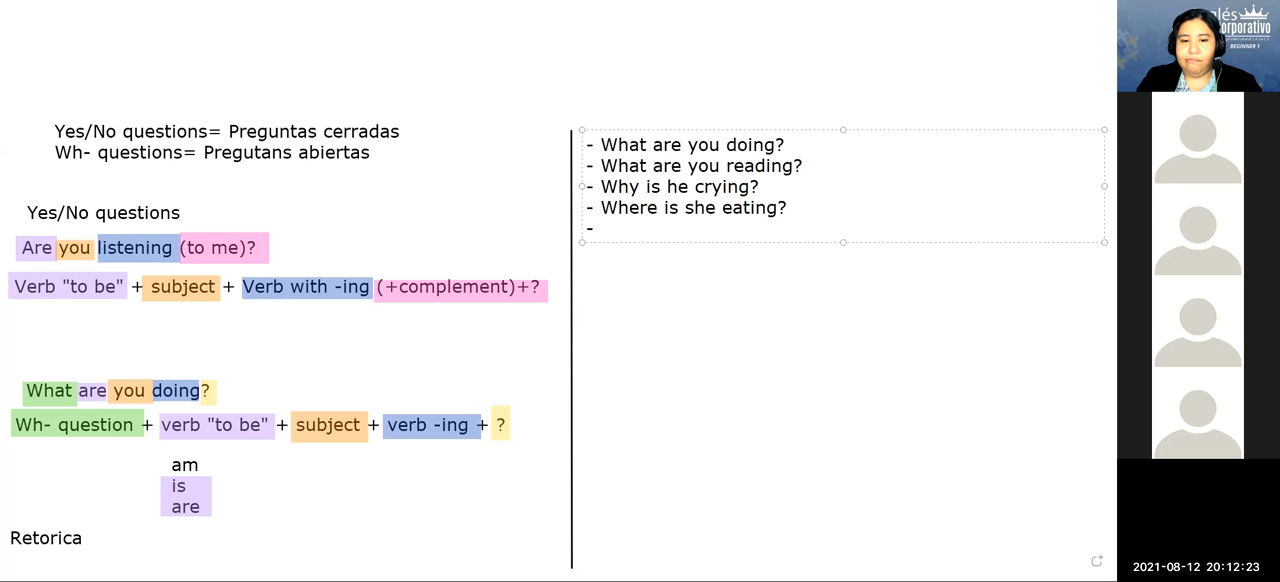 Yes/No questions= Preguntas cerradas
Wh- questions= Pregutans abiertas
Yes/No questions
Are you listening (to me)?
Verb "to be" + subject + Verb with -ing (+complement)+?
What are you doing?
Wh- question + verb "to be" + subject + verb -ing + ?
am
is
are
Retorica
- What are you doing?
- What are you reading?
- Why is he crying?
- Where is she eating?
-
BEGINNER 1
2021-08-12 20:12:23